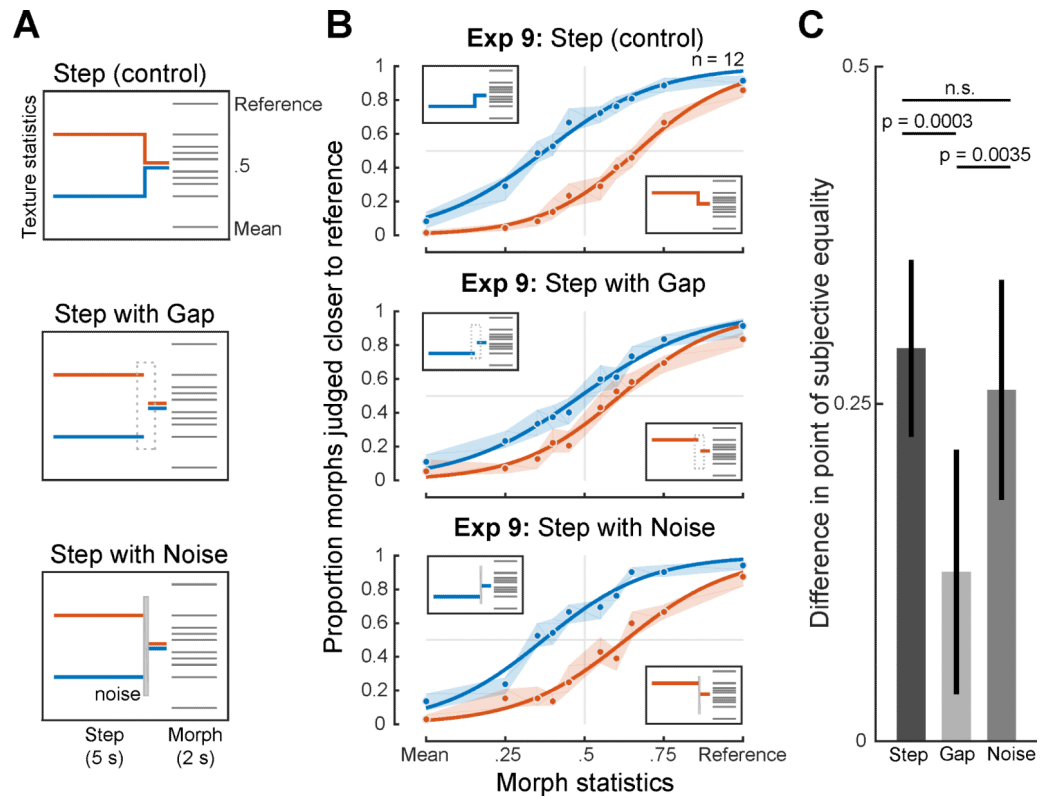 A
Step (control)
Texture statistics
Reference
.5
Mean
Step with Gap
Step with Noise
noise
Step
(5 s)
Morph
(2 s)
B
Proportion morphs judged closer to reference
Exp 9: Step (control)
n = 12
1
0.8
0.6
0.4
0.2
0
Exp 9: Step with Gap
1
0.8
0.6
0.4
0.2
0
Exp 9: Step with Noise
1
0.8
0.6
0.4
0.2
0
Mean .25 .5 .75 Reference
Morph statistics
C
Difference in point of subjective equality
0.5
0.25
0
n.s.
p = 0.0003
p = 0.0035
Step Gap Noise